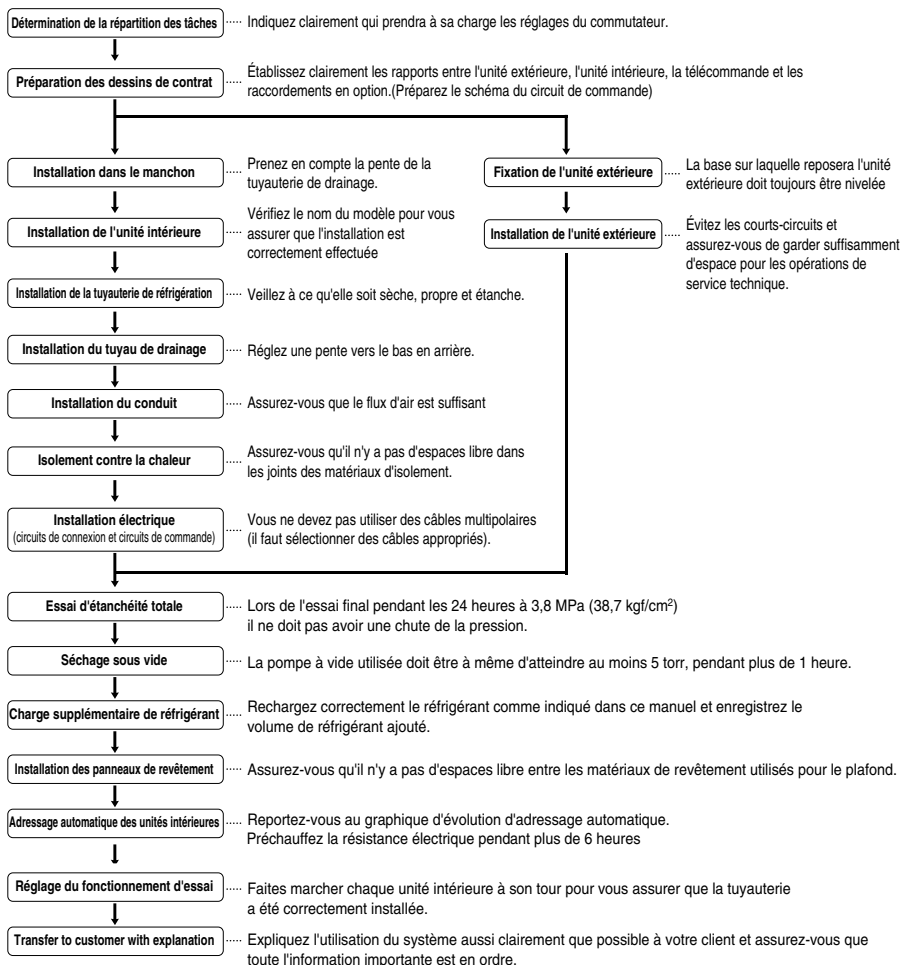 Détermination de la répartition des tâches
Indiquez clairement qui prendra à sa charge les réglages du commutateur.
Préparation des dessins de contrat
Établissez clairement les rapports entre l'unité extérieure, l'unité intérieure, la télécommande et les
raccordements en option.(Préparez le schéma du circuit de commande)
Installation dans le manchon
Prenez en compte la pente de la
tuyauterie de drainage.
Fixation de l'unité extérieure
La base sur laquelle reposera l'unité
extérieure doit toujours être nivelée
Installation de l'unité intérieure
Vérifiez le nom du modèle pour vous
assurer que l'installation est
correctement effectuée
Installation de l'unité extérieure
Évitez les courts-circuits et
assurez-vous de garder suffisamment
d'espace pour les opérations de
service technique.
Installation de la tuyauterie de réfrigération
Veillez à ce qu'elle soit sèche, propre et étanche.
Installation du tuyau de drainage
Réglez une pente vers le bas en arrière.
Installation du conduit
Assurez-vous que le flux d'air est suffisant
Isolement contre la chaleur
Assurez-vous qu'il n'y a pas d'espaces libre dans
les joints des matériaux d'isolement.
Installation électrique
(circuits de connexion et circuits de commande)
Vous ne devez pas utiliser des câbles multipolaires
(il faut sélectionner des câbles appropriés).
Essai d'étanchéité totale
Lors de l'essai final pendant les 24 heures à 3,8 MPa (38,7 kgf/cm²)
il ne doit pas avoir une chute de la pression.
Séchage sous vide
La pompe à vide utilisée doit être à même d'atteindre au moins 5 torr, pendant plus de 1 heure.
Charge supplémentaire de réfrigérant
Rechargez correctement le réfrigérant comme indiqué dans ce manuel et enregistrez le
volume de réfrigérant ajouté.
Installation des panneaux de revêtement
Assurez-vous qu'il n'y a pas d'espaces libre entre les matériaux de revêtement utilisés pour le plafond.
Adressage automatique des unités intérieures
Reportez-vous au graphique d'évolution d'adressage automatique.
Préchauffez la résistance électrique pendant plus de 6 heures
Réglage du fonctionnement d'essai
Faites marcher chaque unité intérieure à son tour pour vous assurer que la tuyauterie
a été correctement installée.
Transfer to customer with explanation
Expliquez l'utilisation du système aussi clairement que possible à votre client et assurez-vous que
toute l'information importante est en ordre.